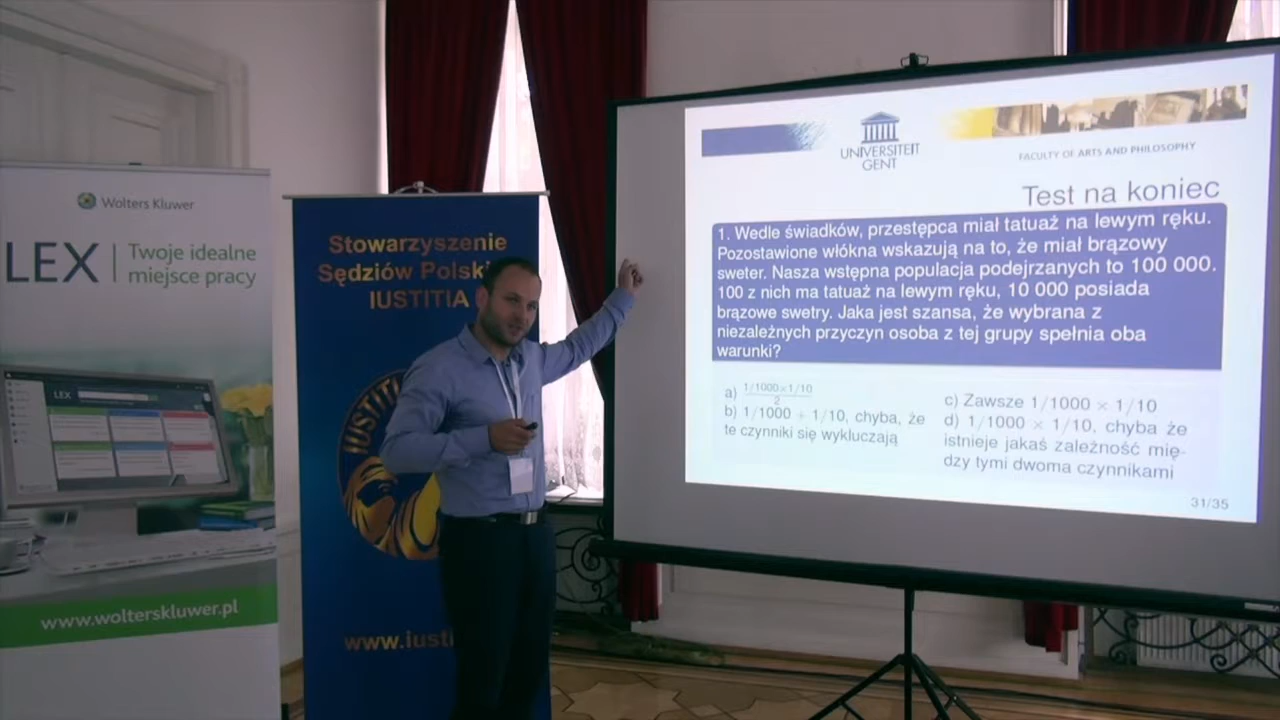 Wolters Kluwer
LEX
Twoje idealne
miejsce pracy
LEX
www.wolterskluwer.pl
Stowarzyszenie
Sędziów Polski
IUSTITIA
IUSTITI
www.iusti
UNIVERSITEIT
GENT
FACULTY OF ARTS AND PHILOSOPHY
Test na koniec
1. Wedle świadków, przestępca miał tatuaż na lewym ręku.
Pozostawione włókna wskazują na to, że miał brązowy
sweter. Nasza wstępna populacja podejrzanych to 100 000.
100 z nich ma tatuaż na lewym ręku, 10 000 posiada
brązowe swetry. Jaka jest szansa, że wybrana z
niezależnych przyczyn osoba z tej grupy spełnia oba
warunki?
a) 1/1000×1/10
2
b) 1/1000 + 1/10, chyba, że
te czynniki się wykluczają
c) Zawsze 1/1000 × 1/10
d) 1/1000 × 1/10, chyba że
istnieje jakaś zależność mię-
dzy tymi dwoma czynnikami
31/35